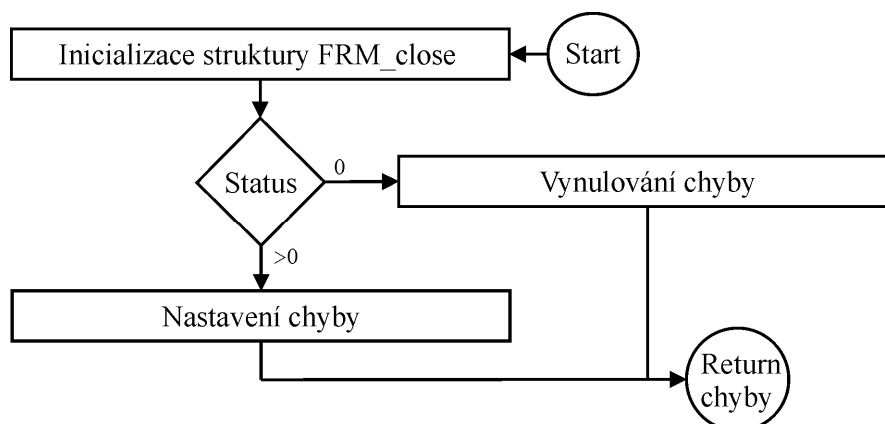 Inicializace struktury FRM_close
Start
Status
0
Vynulování chyby
>0
Nastavení chyby
Return
chyby